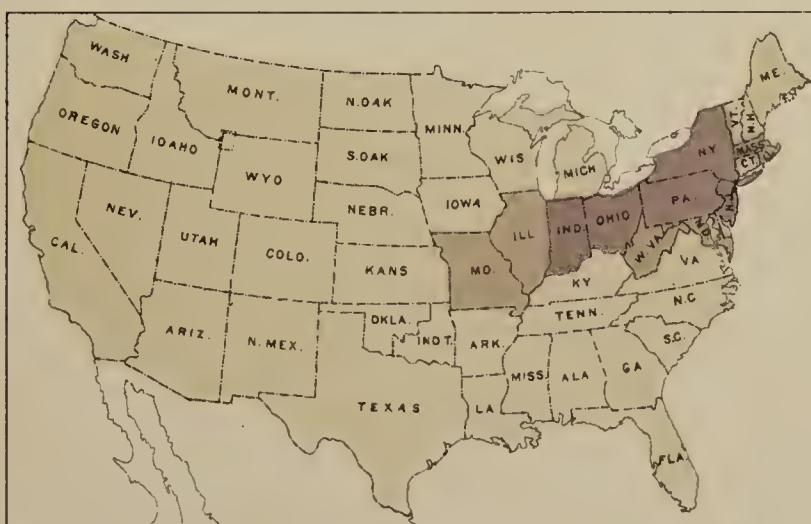 WASH
MONT.
N.DAK
MINN.
ME.
OREGON
IDAHO
S.DAK
WIS
MICH
VT.
N.H.
N.Y
MASS
CT.
WYO
NEBR.
IOWA
PA.
NEV.
UTAH
COLO.
ILL
IND.
OHIO
CAL.
KANS
MO.
W.VA
VA
KY
ARIZ.
N.MEX.
OKLA.
IND T.
ARK.
TENN.
N.C
S.C.
MISS
ALA
GA
TEXAS
LA
FLA.